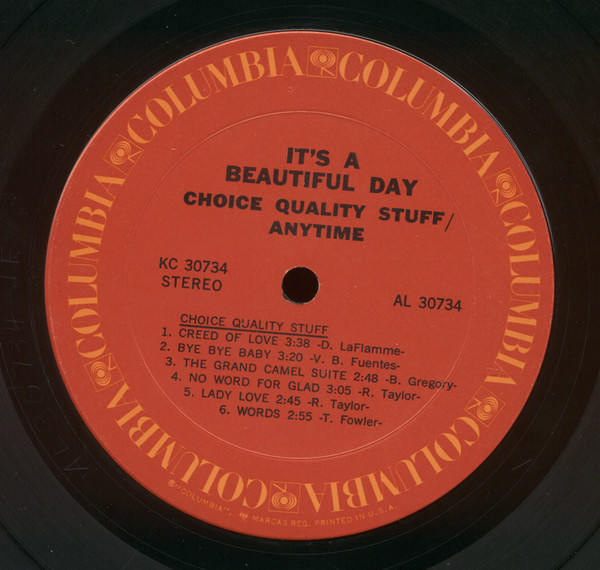 COLUMBIA COLUMBIA COLUMBIA COLUMBIA COLUMBIA COLUMBIA COLUMBIA COLUMBIA
IT'S A
BEAUTIFUL DAY
CHOICE QUALITY STUFF/
ANYTIME
KC 30734
STEREO
AL 30734
CHOICE QUALITY STUFF
1. CREED OF LOVE 3:38 -D. LaFlamme-
2. BYE BYE BABY 3:20 -V. B. Fuentes-
3. THE GRAND CAMEL SUITE 2:48 -B. Gregory-
4. NO WORD FOR GLAD 3:05 -R. Taylor-
5. LADY LOVE 2:45 -R. Taylor-
6. WORDS 2:55 -T. Fowler-
®"COLUMBIA", MARCAS REG. PRINTED IN U.S.A.